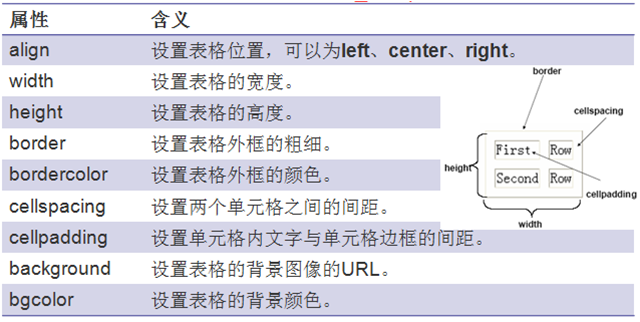 属性 含义
align 设置表格位置，可以为left、center、right。
width 设置表格的宽度。
height 设置表格的高度。
border 设置表格外框的粗细。
bordercolor 设置表格外框的颜色。
cellspacing 设置两个单元格之间的间距。
cellpadding 设置单元格内文字与单元格边框的间距。
background 设置表格的背景图像的URL。
bgcolor 设置表格的背景颜色。
border
cellspacing
First Row
height
Second Row
cellpadding
width